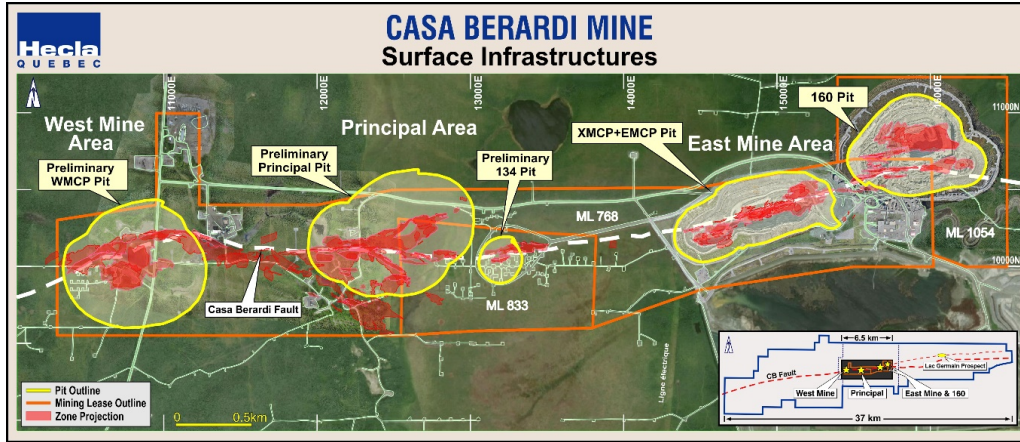 Hecla
QUEBEC
CASA BERARDI MINE
Surface Infrastructures
11000E
12000E
13000E
14000E
15000E
16000E
11000N
10000N
West Mine
Area
Principal Area
East Mine Area
160 Pit
XMCP+EMCP Pit
Preliminary
WMCP Pit
Preliminary
Principal Pit
Preliminary
134 Pit
ML 768
ML 1054
ML 833
Casa Berardi Fault
Ligne électrique
Pit Outline
Mining Lease Outline
Zone Projection
0
0.5km
6.5 km
CB Fault
Lac Germain Prospect
West Mine
Principal
East Mine & 160
37 km